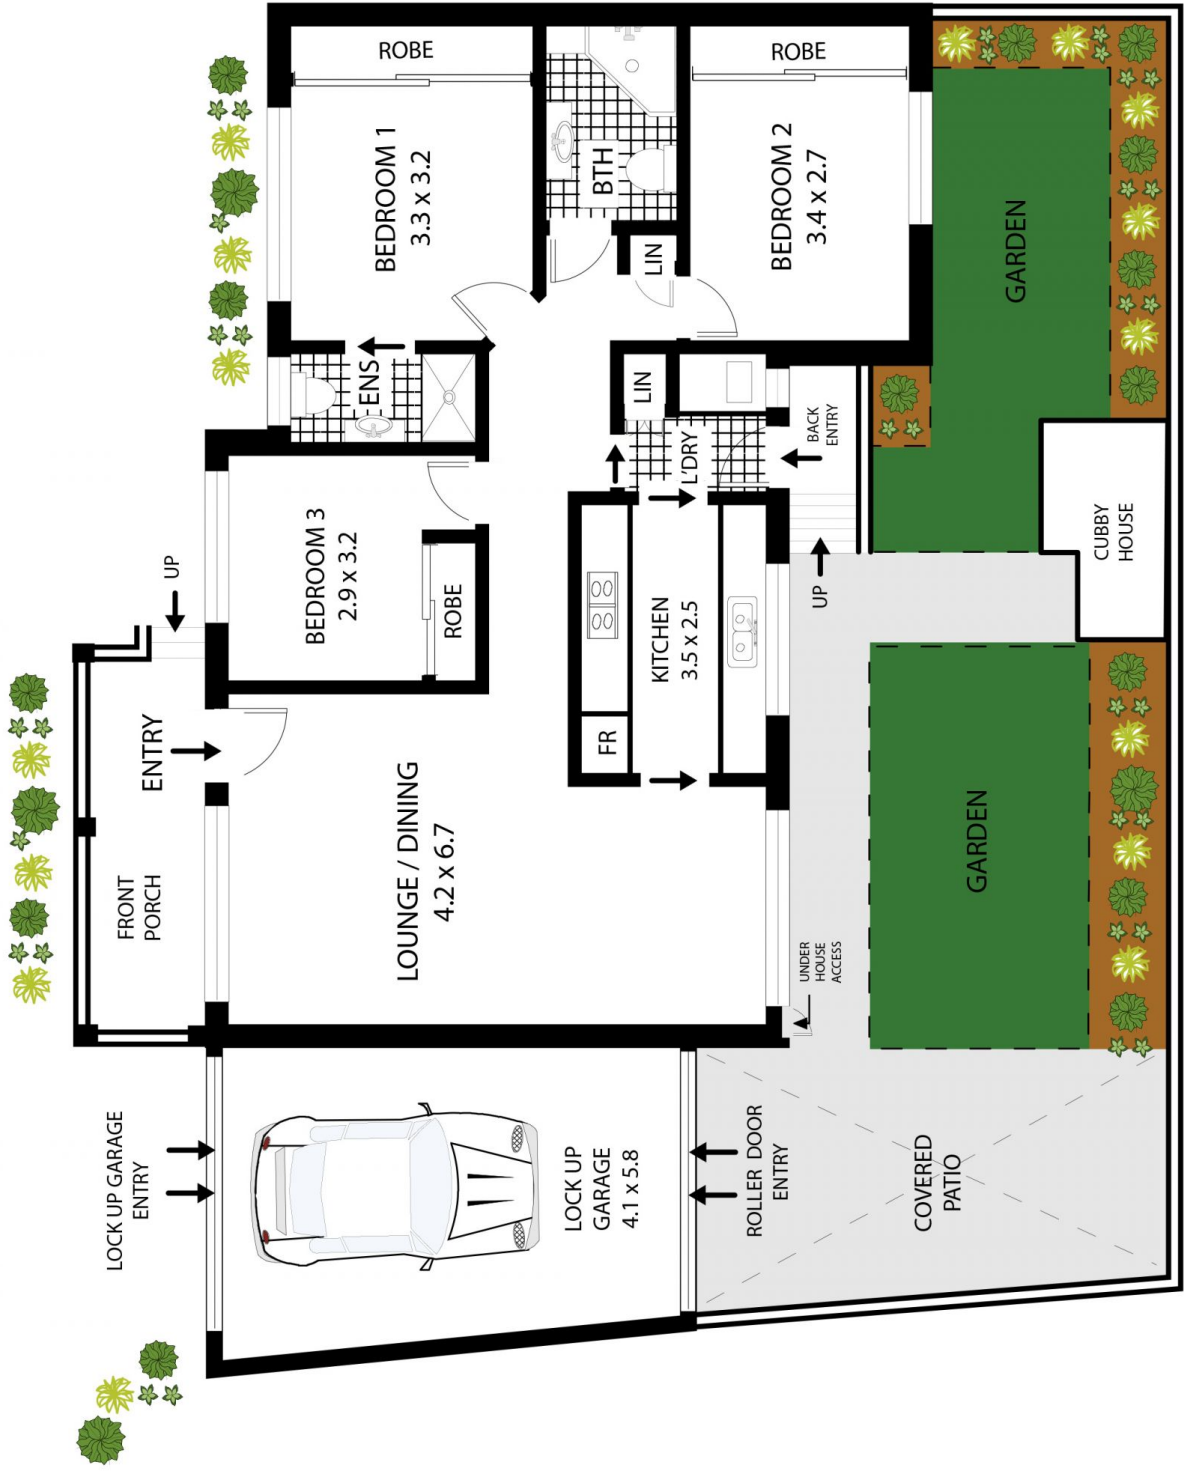 ROBE
BEDROOM 1
3.3 x 3.2
BTH
LIN
ROBE
BEDROOM 2
3.4 x 2.7
GARDEN
ENS
LIN
L'DRY
BACK
ENTRY
BEDROOM 3
2.9 x 3.2
ROBE
UP
KITCHEN
3.5 x 2.5
FR
UP
CUBBY
HOUSE
ENTRY
FRONT
PORCH
LOUNGE / DINING
4.2 x 6.7
UNDER
HOUSE
ACCESS
GARDEN
LOCK UP GARAGE
ENTRY
LOCK UP
GARAGE
4.1 x 5.8
ROLLER DOOR
ENTRY
COVERED
PATIO